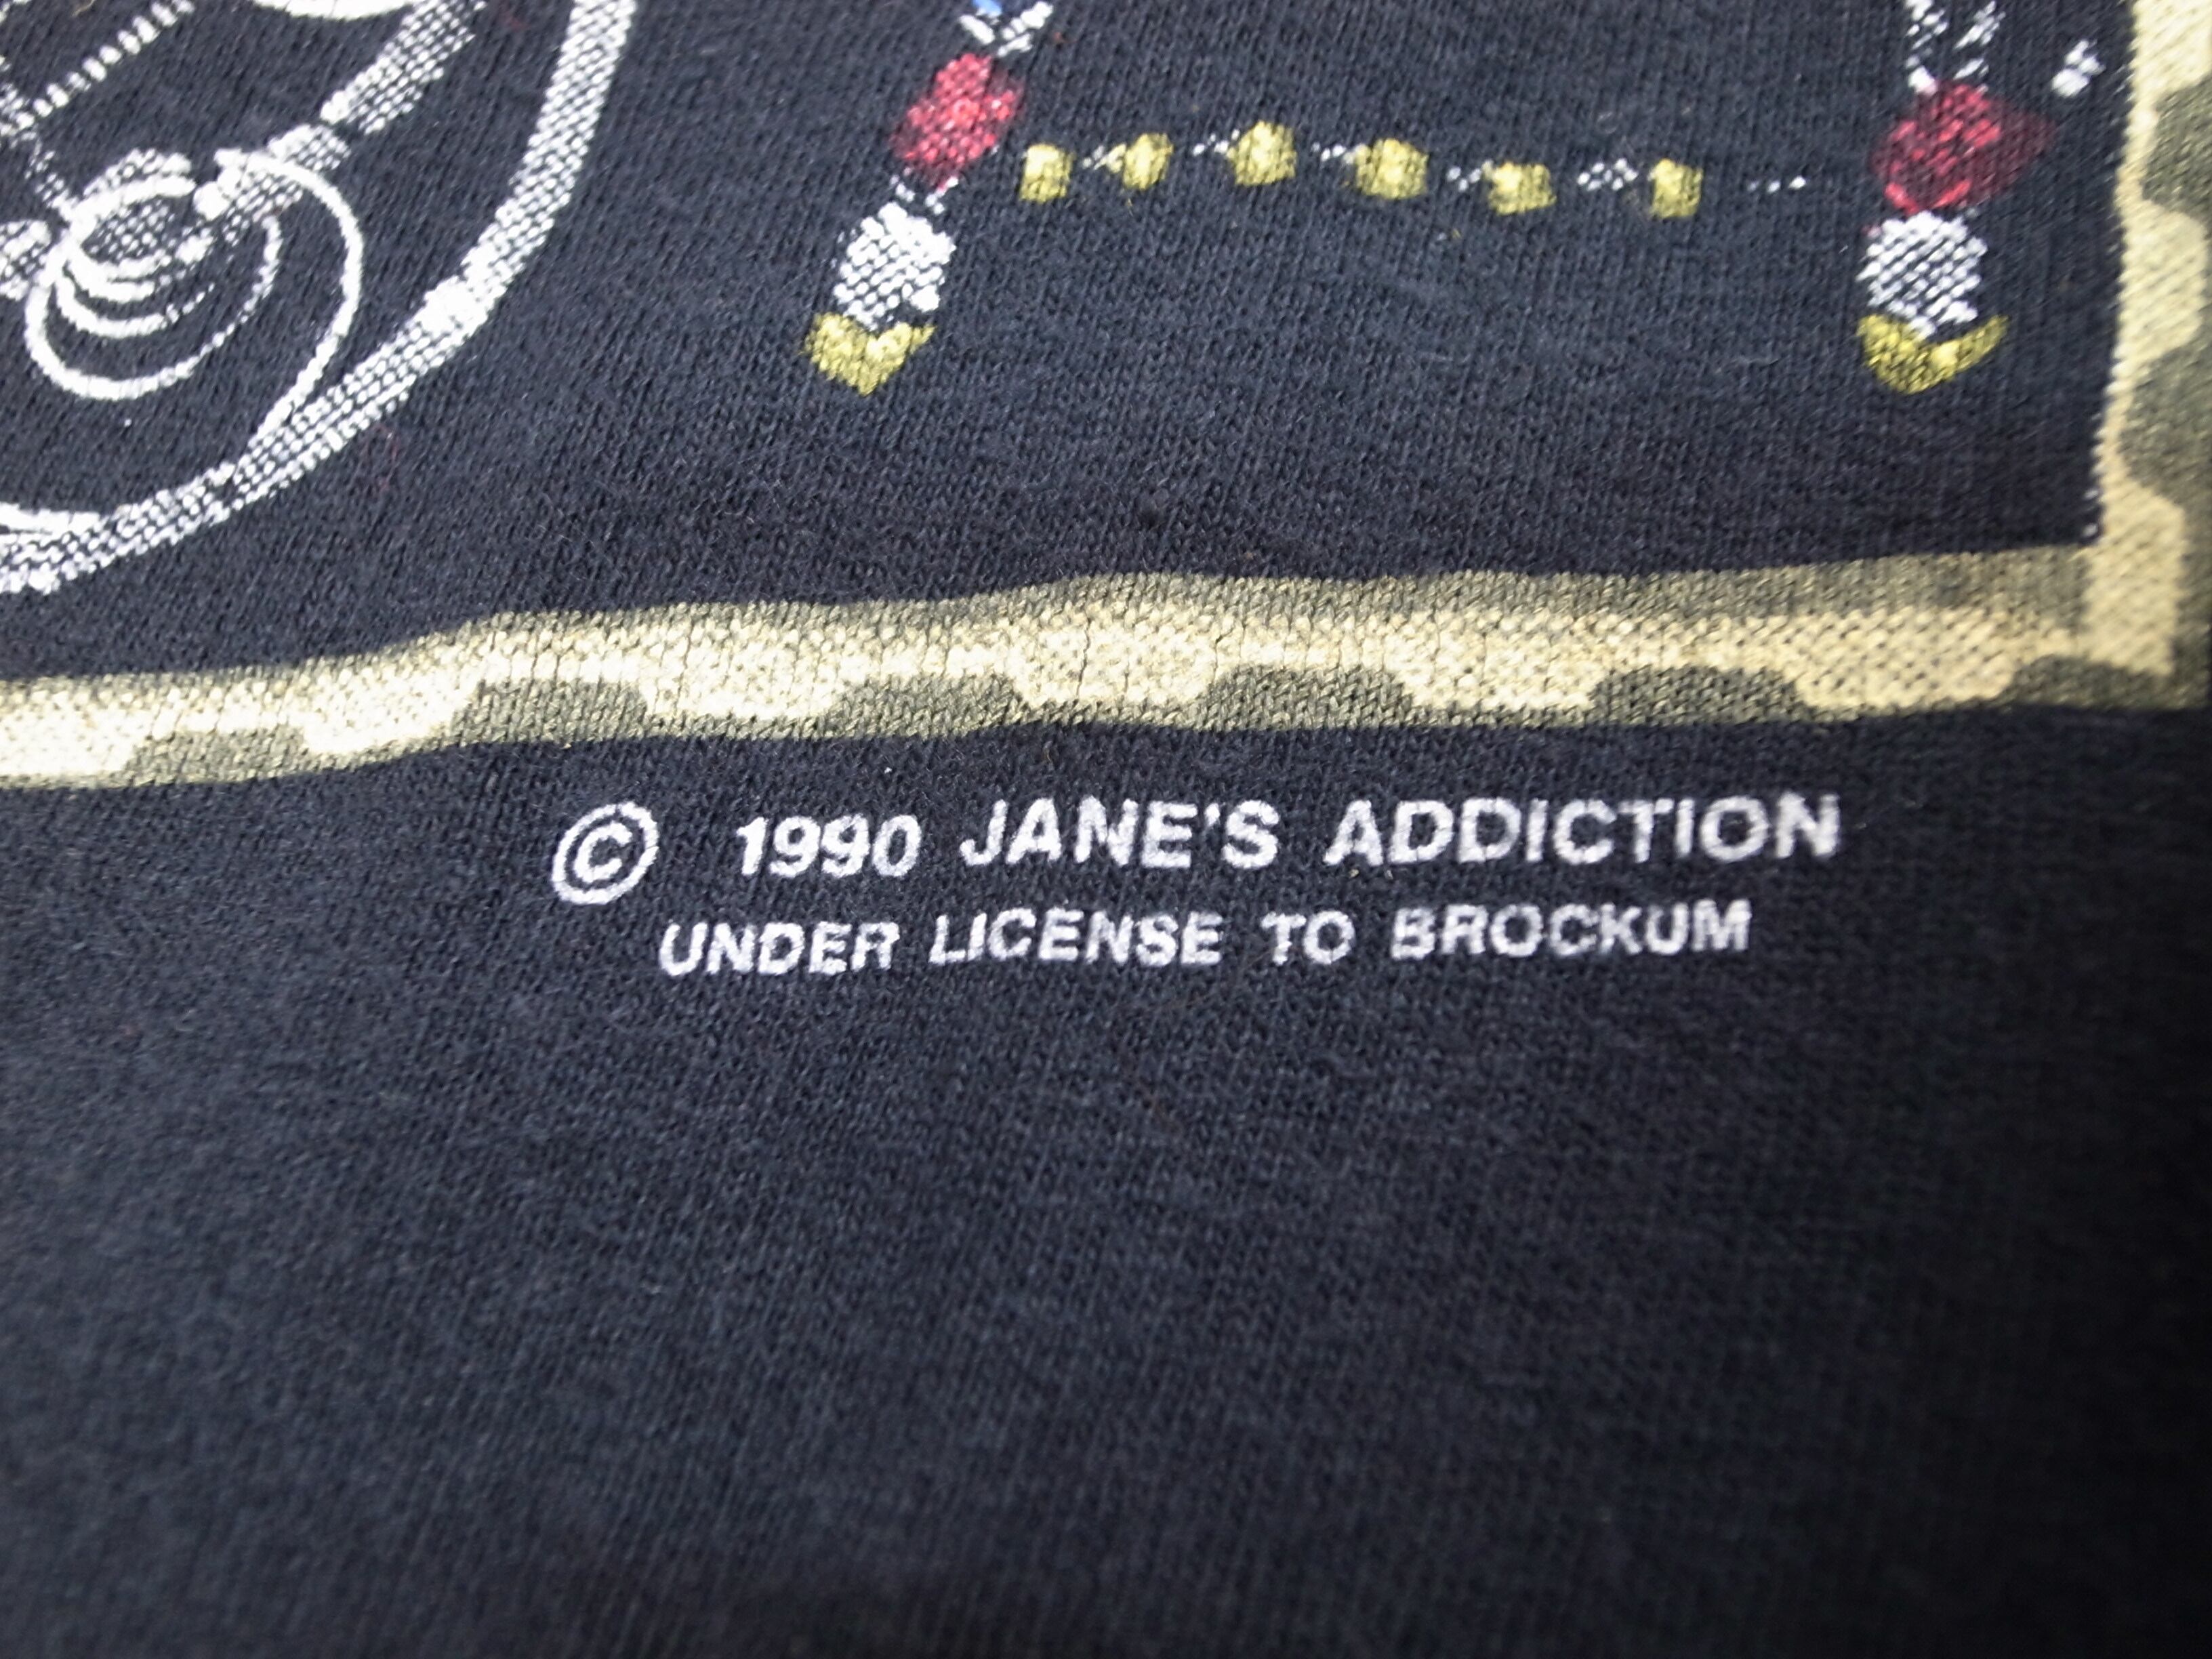 © 1990 JANE'S ADDICTION
UNDER LICENSE TO BROCKUM